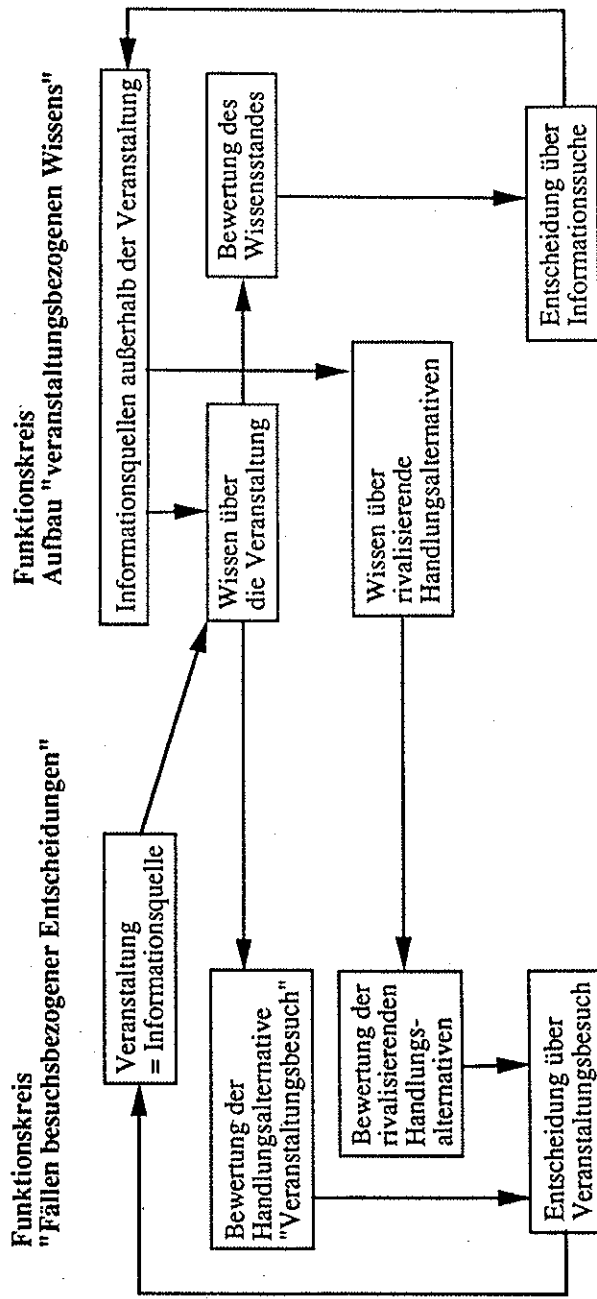 Funktionskreis
"Fällen besuchsbezogener Entscheidungen"
Funktionskreis
Aufbau "veranstaltungsbezogenen Wissens"
Veranstaltung
= Informationsquelle
Informationsquellen außerhalb der Veranstaltung
Bewertung der
Handlungsalternative
"Veranstaltungsbesuch"
Wissen über
die Veranstaltung
Bewertung des
Wissensstandes
Bewertung der
rivalisierenden
Handlungs-
alternativen
Wissen über
rivalisierende
Handlungsalternativen
Entscheidung über
Veranstaltungsbesuch
Entscheidung über
Informationssuche